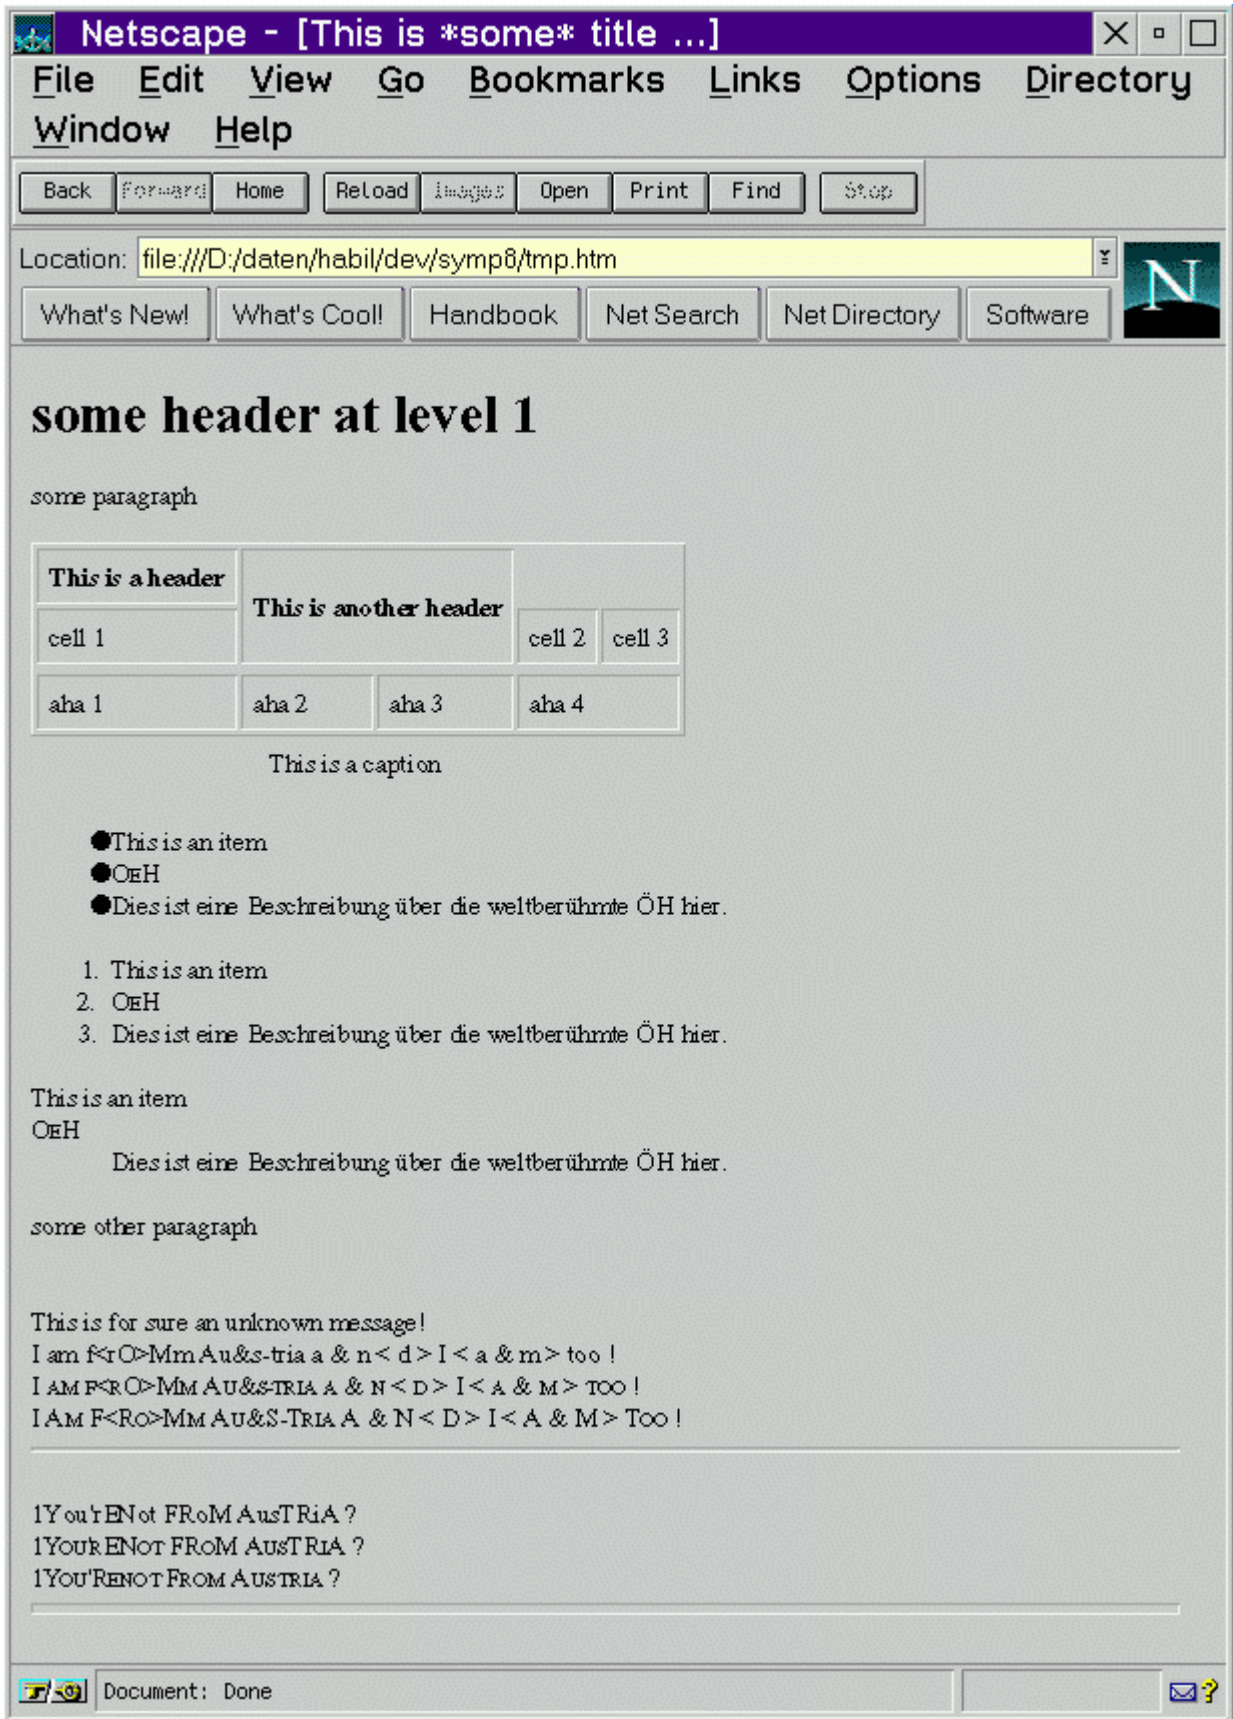 Netscape - [This is *some* title ...]
File Edit View Go Bookmarks Links Options Directory
Window Help
Back Forward Home Reload Images Open Print Find Stop
Location: file:///D:/daten/habil/dev/symp8/tmp.htm
N
What's New! What's Cool! Handbook Net Search Net Directory Software
some header at level 1
some paragraph
This is a header
This is another header
cell 1 cell 2 cell 3
aha 1 aha 2 aha 3 aha 4
This is a caption
●This is an item
●OEH
●Dies ist eine Beschreibung über die weltberühmte ÖH hier.
1. This is an item
2. OEH
3. Dies ist eine Beschreibung über die weltberühmte ÖH hier.
This is an item
OEH
Dies ist eine Beschreibung über die weltberühmte ÖH hier.
some other paragraph
This is for sure an unknown message!
I am f<rO>Mm Au&s-tria a & n < d > I < a & m > too !
I AM F<RO>MM AU&S-TRIA A & N < D > I < A & M > TOO !
I AM F<RO>MM AU&S-TRIA A & N < D > I < A & M > TOO !
1You'rENot FRoM AusTRiA ?
1YOU'RENOT FROM AUSTRIA ?
1YOU'RENOT FROM AUSTRIA ?
Document: Done